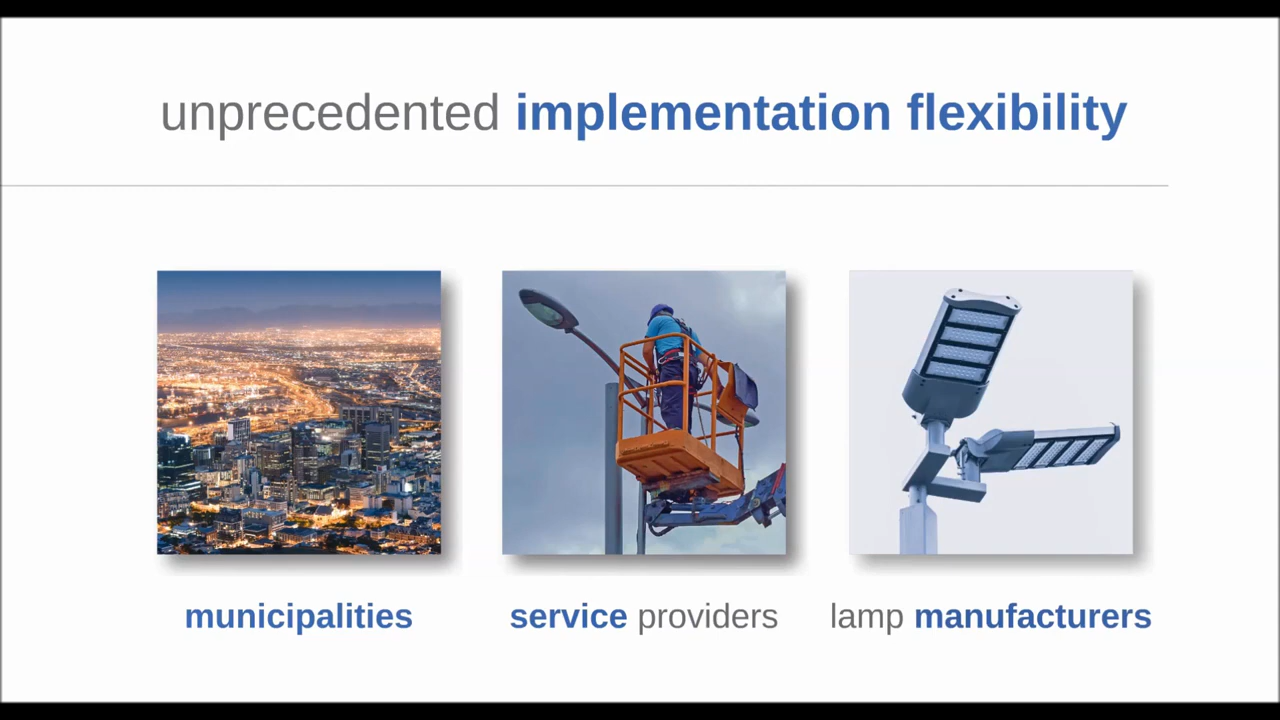 unprecedented implementation flexibility
municipalities
service providers
lamp manufacturers